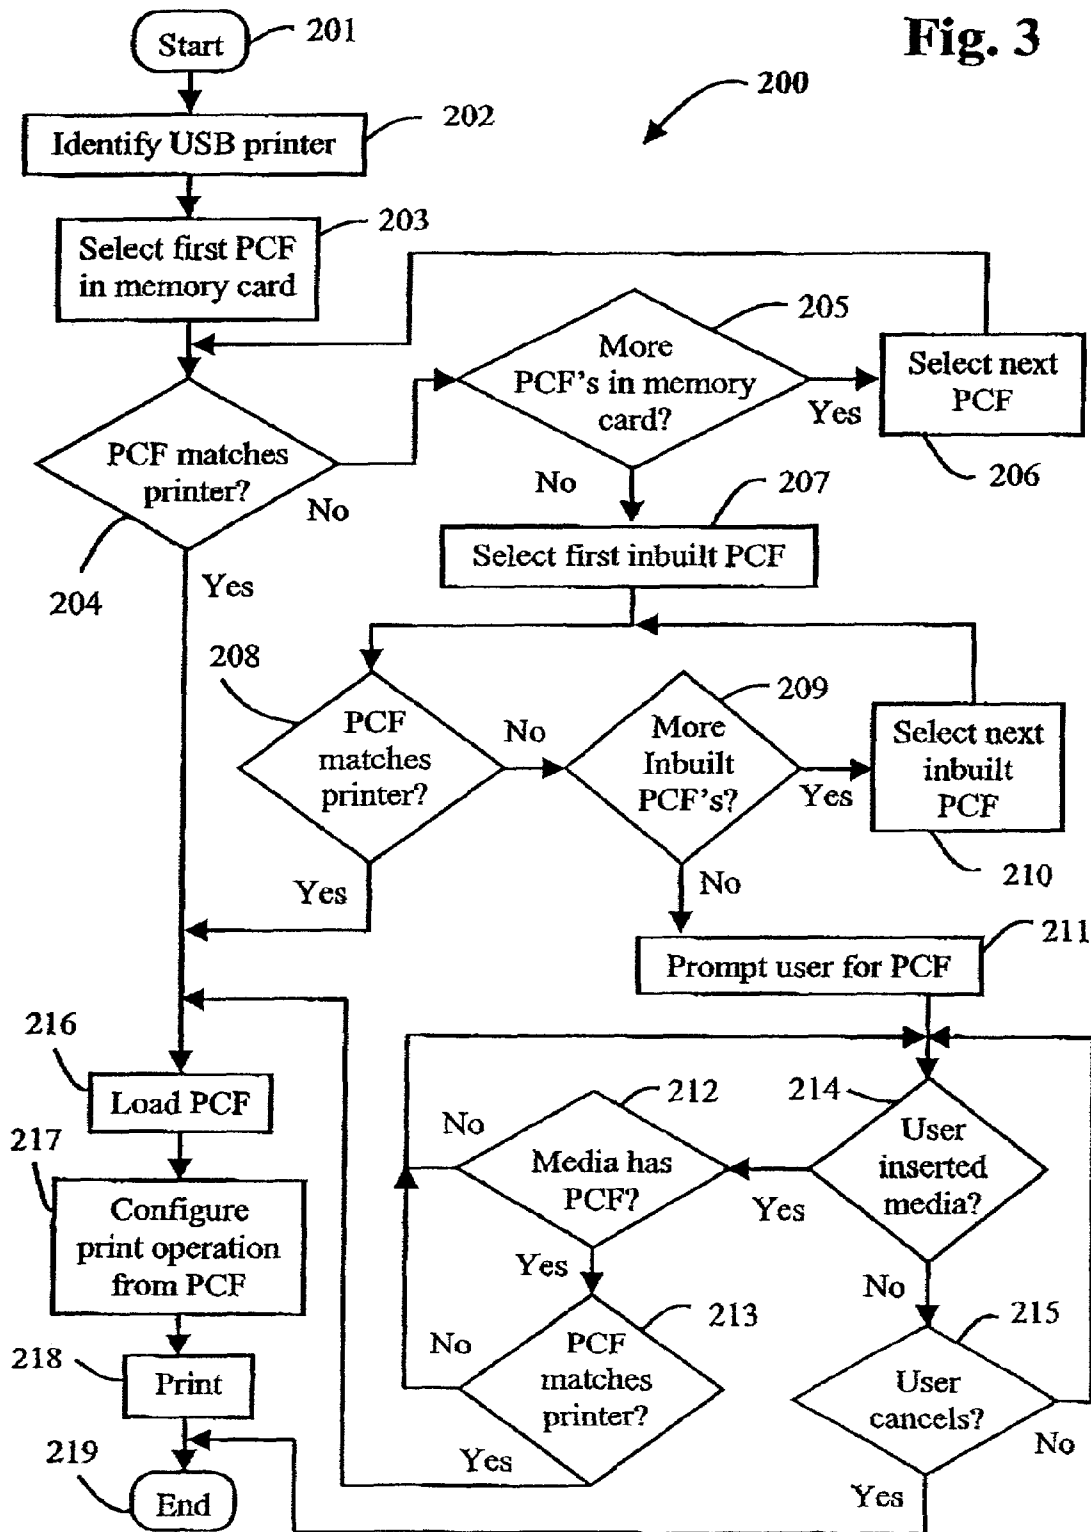 Fig. 3
Start
201
200
202
Identify USB printer
203
Select first PCF
in memory card
205
More
PCF's in memory
card?
Yes
Select next
PCF
206
PCF matches
printer?
No
204
Yes
No
207
Select first inbuilt PCF
208
PCF
matches
printer?
No
Yes
209
More
Inbuilt
PCF's?
Yes
No
Select next
inbuilt
PCF
210
211
Prompt user for PCF
216
Load PCF
217
Configure
print operation
from PCF
218
Print
219
End
212
No
Media has
PCF?
Yes
214
User
inserted
media?
Yes
No
213
No
PCF
matches
printer?
Yes
215
User
cancels?
No
Yes